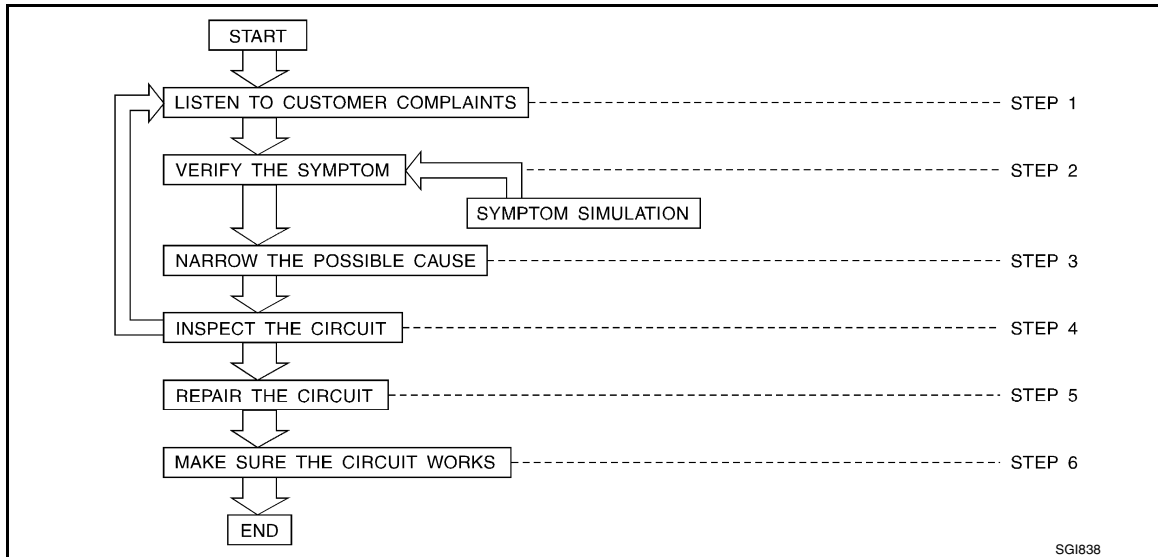 START
LISTEN TO CUSTOMER COMPLAINTS STEP 1
VERIFY THE SYMPTOM STEP 2
SYMPTOM SIMULATION
NARROW THE POSSIBLE CAUSE STEP 3
INSPECT THE CIRCUIT STEP 4
REPAIR THE CIRCUIT STEP 5
MAKE SURE THE CIRCUIT WORKS STEP 6
END
SGI838